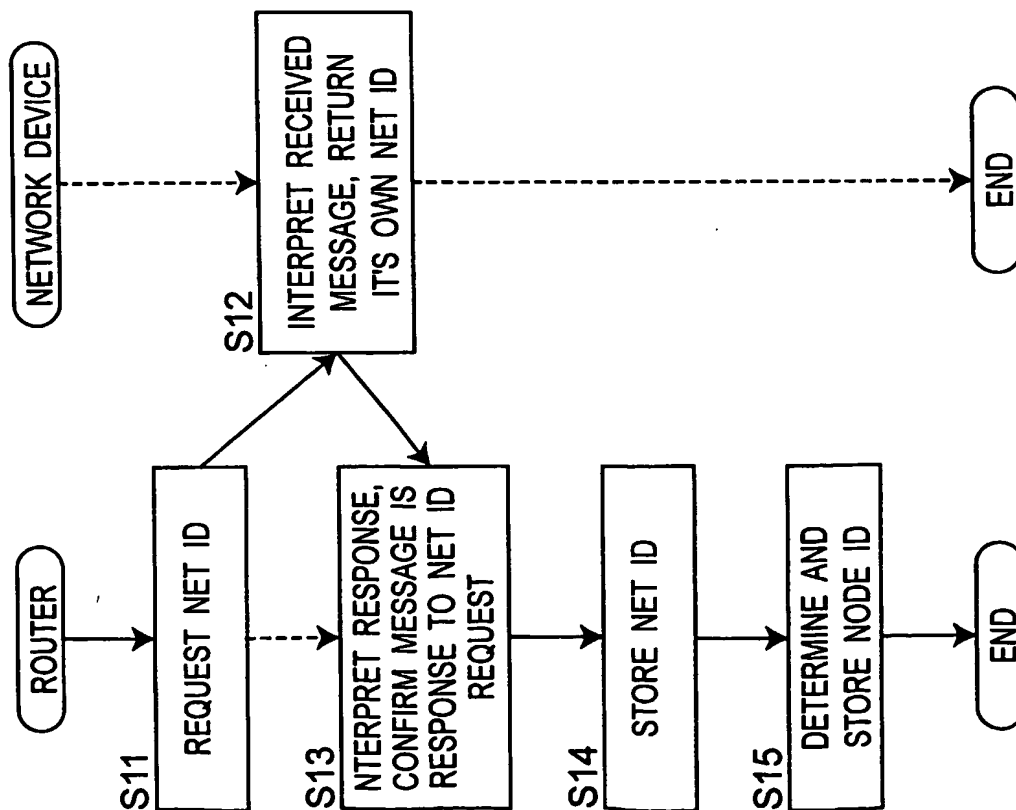 ROUTER
S11
REQUEST NET ID
S13
NTERPRET RESPONSE,
CONFIRM MESSAGE IS
RESPONSE TO NET ID
REQUEST
S14
STORE NET ID
S15
DETERMINE AND
STORE NODE ID
END
NETWORK DEVICE
S12
INTERPRET RECEIVED
MESSAGE, RETURN
IT'S OWN NET ID
END